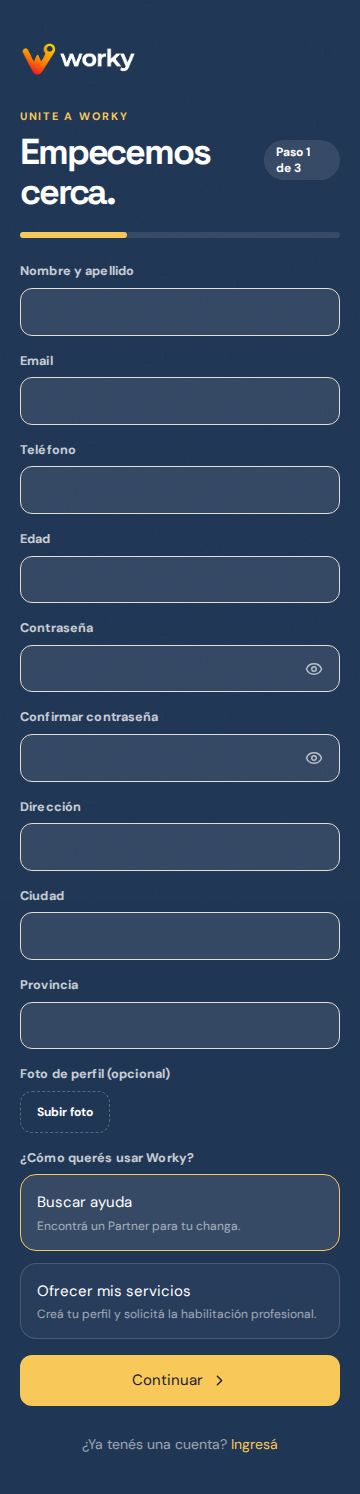 worky
UNITE A WORKY
Empecemos
cerca.
Paso 1
de 3
Nombre y apellido
Email
Teléfono
Edad
Contraseña
Confirmar contraseña
Dirección
Ciudad
Provincia
Foto de perfil (opcional)
Subir foto
¿Cómo querés usar Worky?
Buscar ayuda
Encontrá un Partner para tu changa.
Ofrecer mis servicios
Creá tu perfil y solicitá la habilitación profesional.
Continuar
¿Ya tenés una cuenta? Ingresá